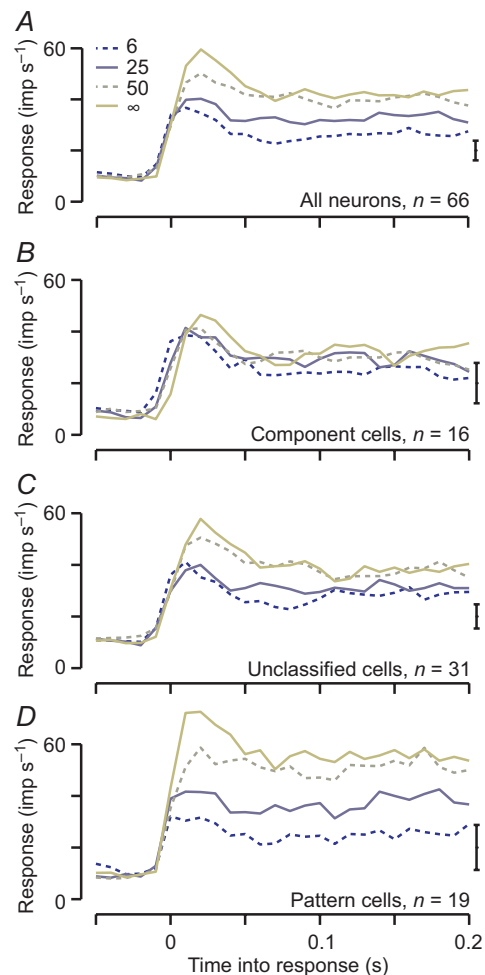 A
60
6
25
50
∞
Response (imp s⁻¹)
0
All neurons, n = 66
B
60
Response (imp s⁻¹)
0
Component cells, n = 16
C
60
Response (imp s⁻¹)
0
Unclassified cells, n = 31
D
60
Response (imp s⁻¹)
0
Pattern cells, n = 19
0 0.1 0.2
Time into response (s)